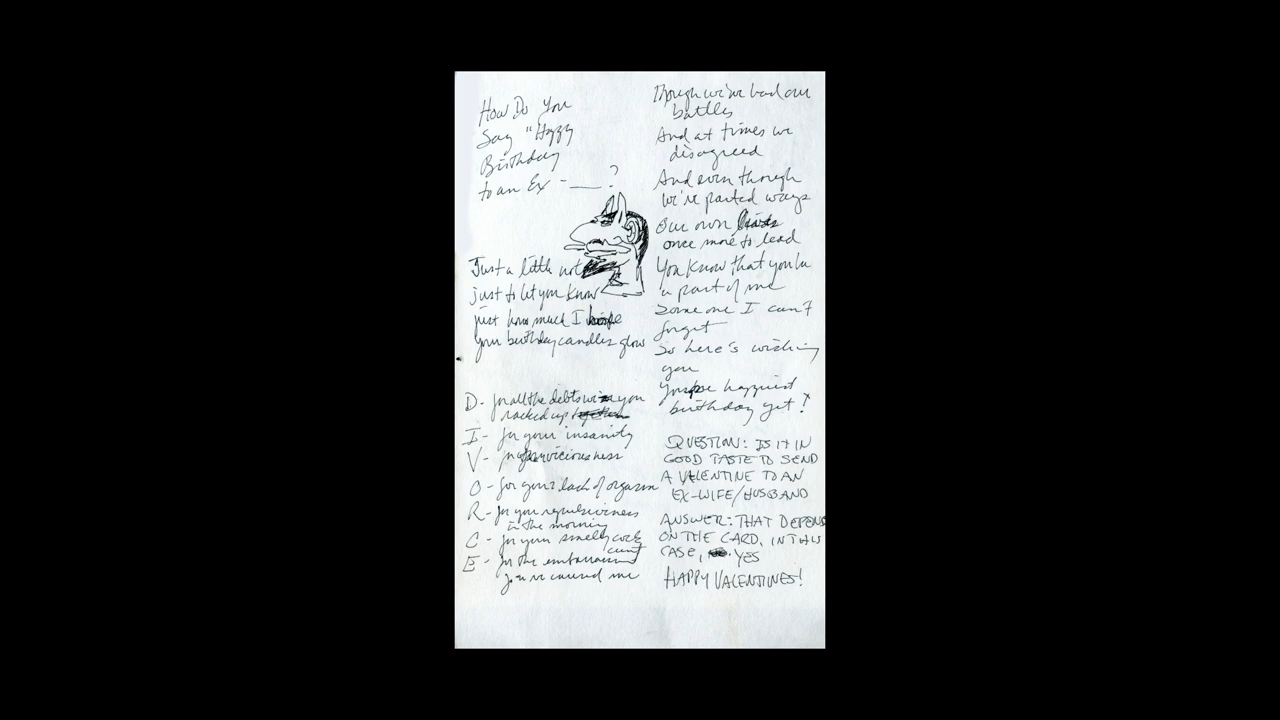 How Do You
Say "Happy
Birthday
to an Ex-___?
Just a little not
just to let you know
just how much I hope
your birthday candles glow
D- for all the debts you
racked up together
I- for your insanity
V- viciousness
O- for your lack of orgasm
R- for your repulsiveness
in the morning
C- for your smelly cock
cunt
E- for the embarrassment
you've caused me
Though we've had our
battles
And at times we
disagreed
And even though
we've parted ways
Our own lives
once more to lead
You know that you're
a part of me
Someone I can't
forget
So here's wishing
you
Your happiest
birthday yet!
QUESTION: IS IT IN
GOOD TASTE TO SEND
A VALENTINE TO AN
EX-WIFE/HUSBAND
ANSWER: THAT DEPENDS
ON THE CARD, IN THIS
CASE, YES
HAPPY VALENTINES!